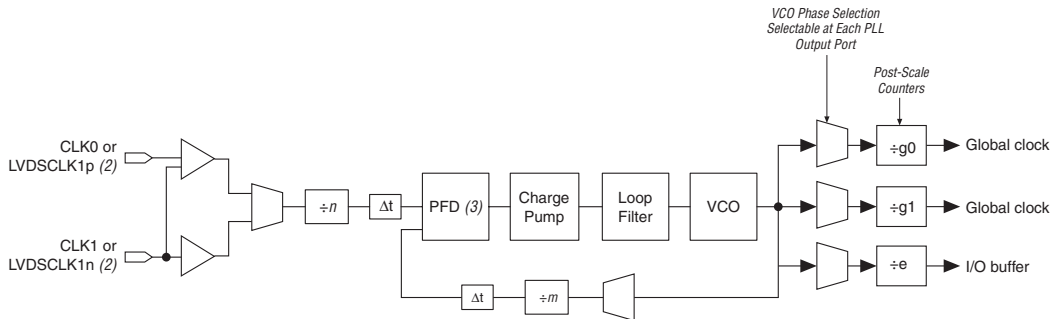 VCO Phase Selection
Selectable at Each PLL
Output Port
Post-Scale
Counters
CLK0 or
LVDSCLK1p (2)
÷g0
Global clock
÷n
Δt
PFD (3)
Charge
Pump
Loop
Filter
VCO
÷g1
Global clock
CLK1 or
LVDSCLK1n (2)
÷e
I/O buffer
Δt
÷m